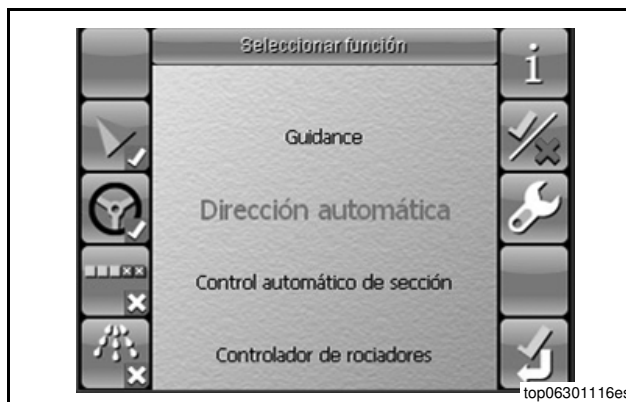 Seleccionar función
i
Guidance
Dirección automática
Control automático de sección
Controlador de rociadores
top06301116es